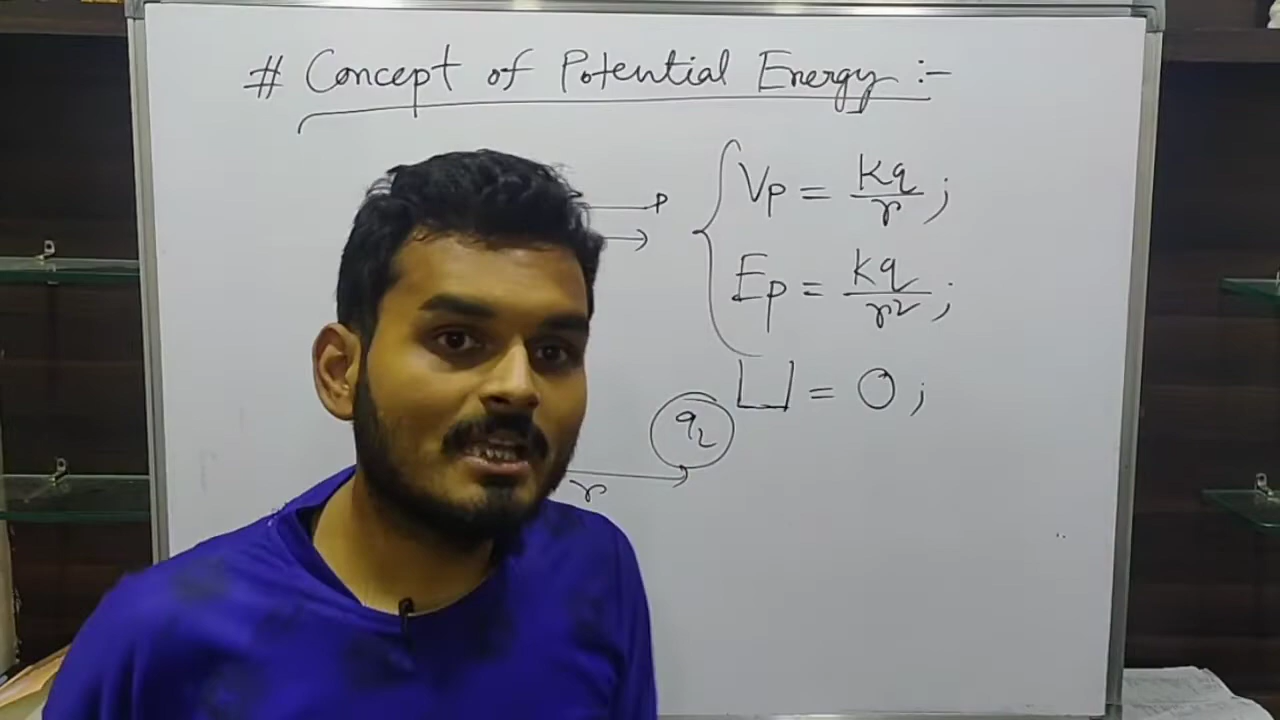 # Concept of Potential Energy :-
P
Vp = Kq/r ;
Ep = Kq/r² ;
U = 0 ;
q₂
r